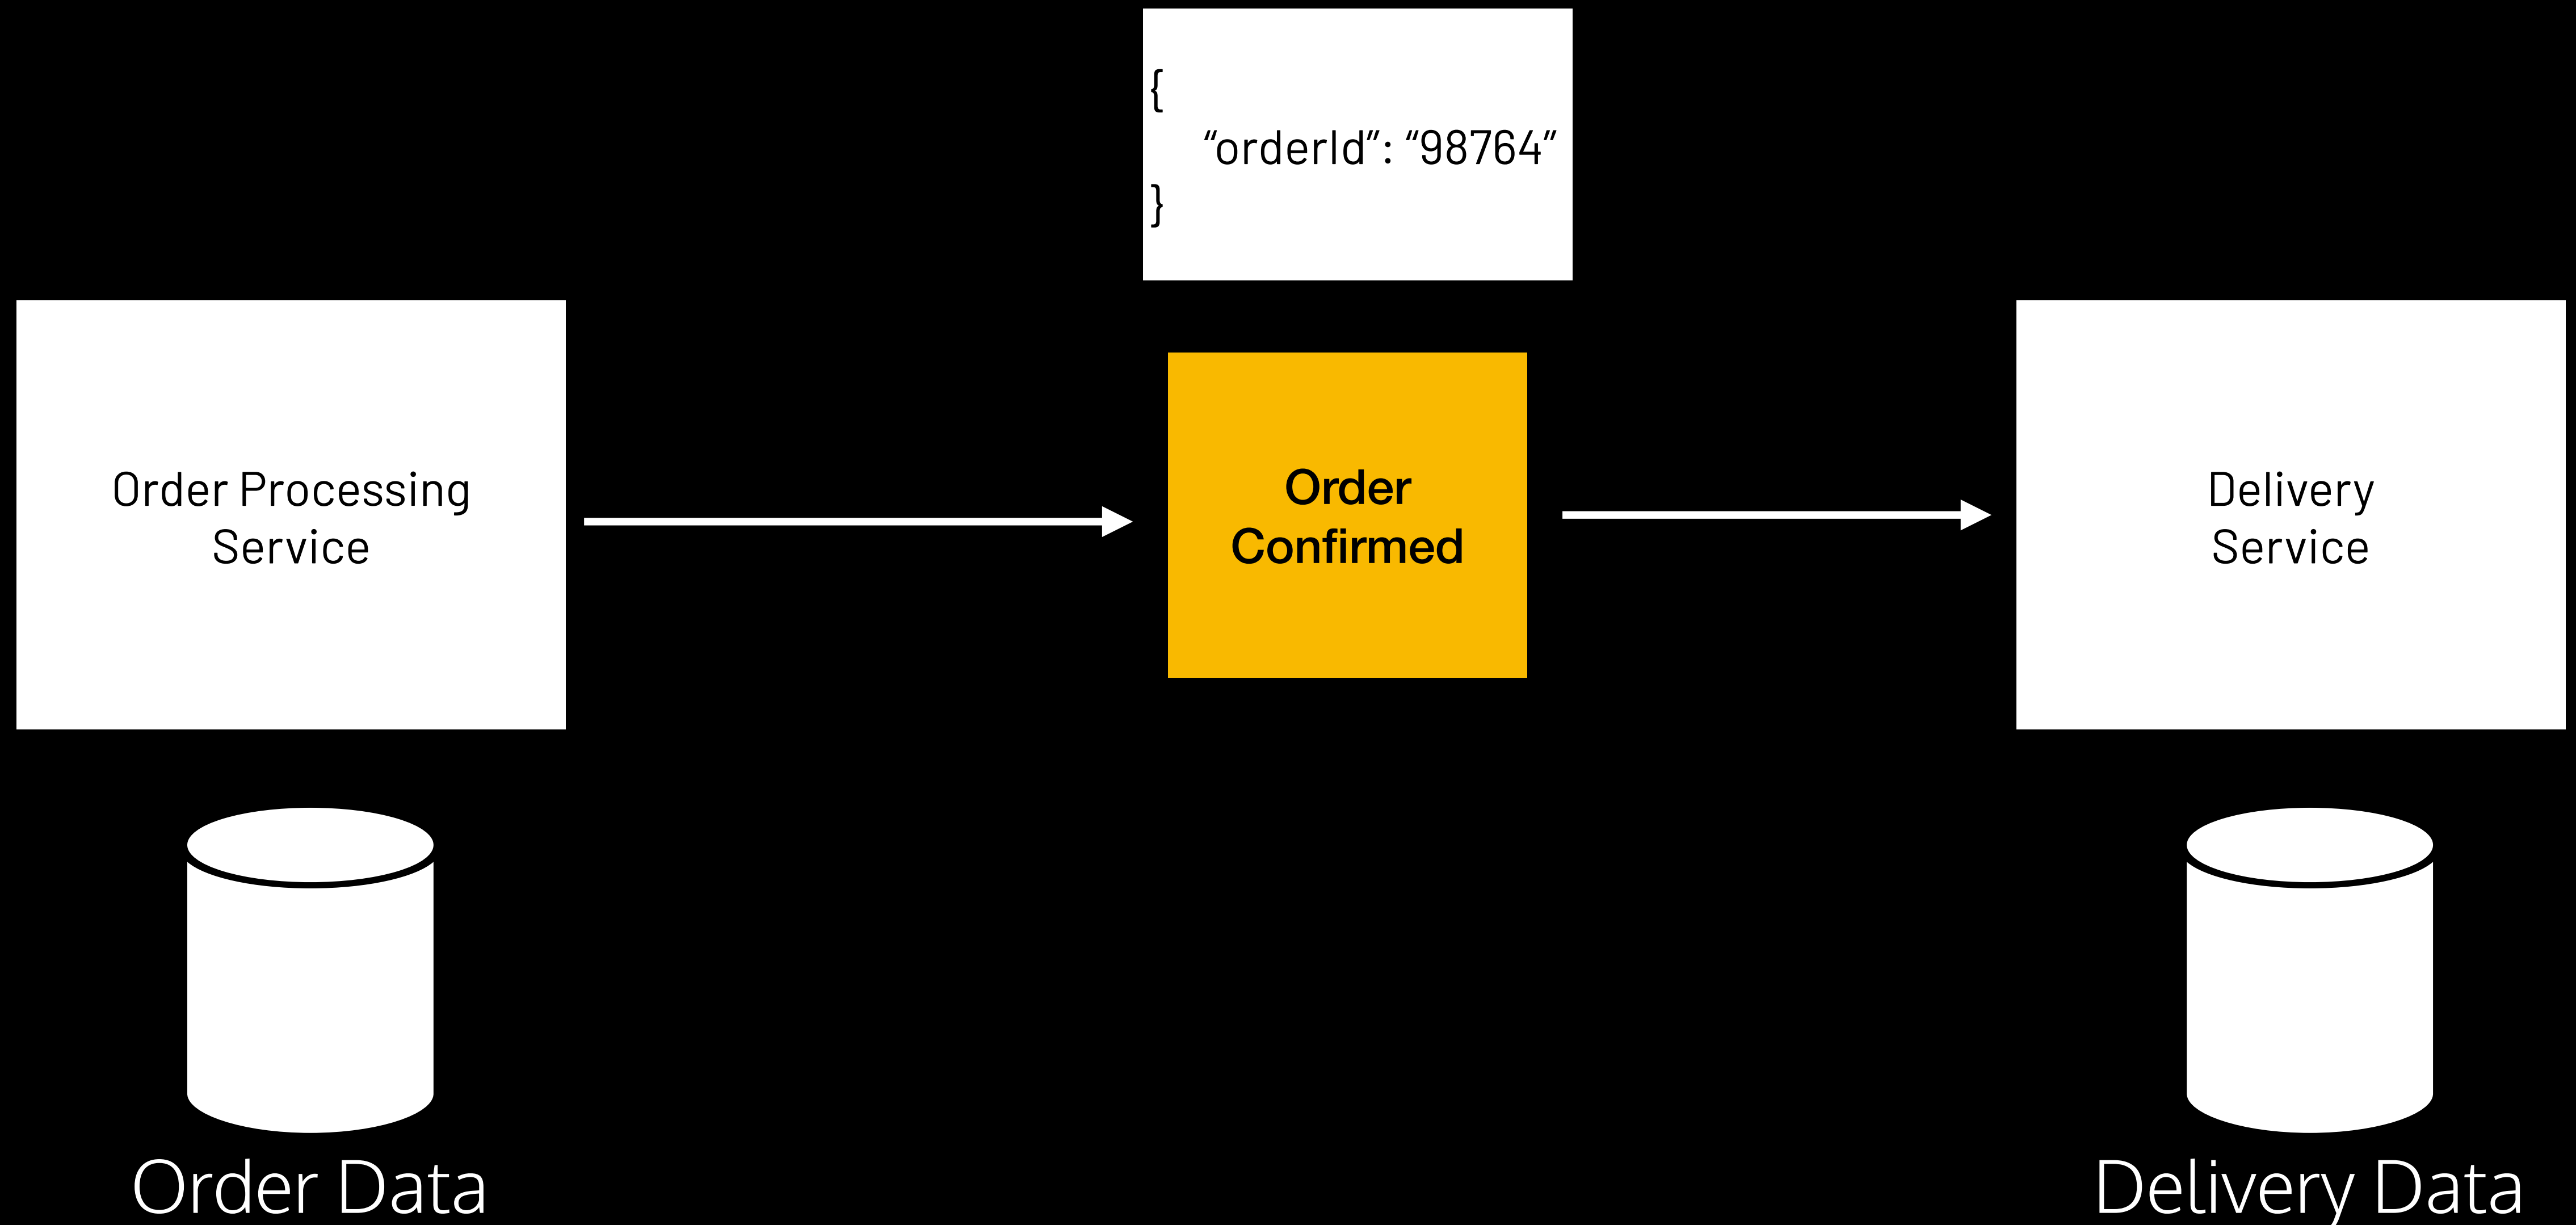 {
“orderId”: “98764”
}
Order Processing
Service
Order
Confirmed
Delivery
Service
Order Data
Delivery Data